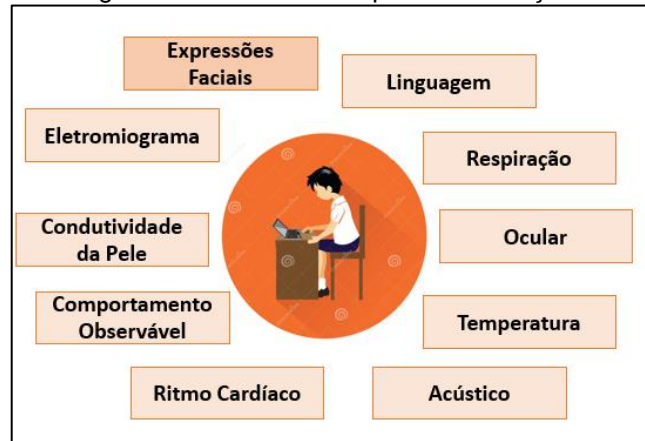 Expressões
Faciais
Linguagem
Eletromiograma
Respiração
Condutividade
da Pele
Ocular
Comportamento
Observável
Temperatura
Ritmo Cardíaco
Acústico